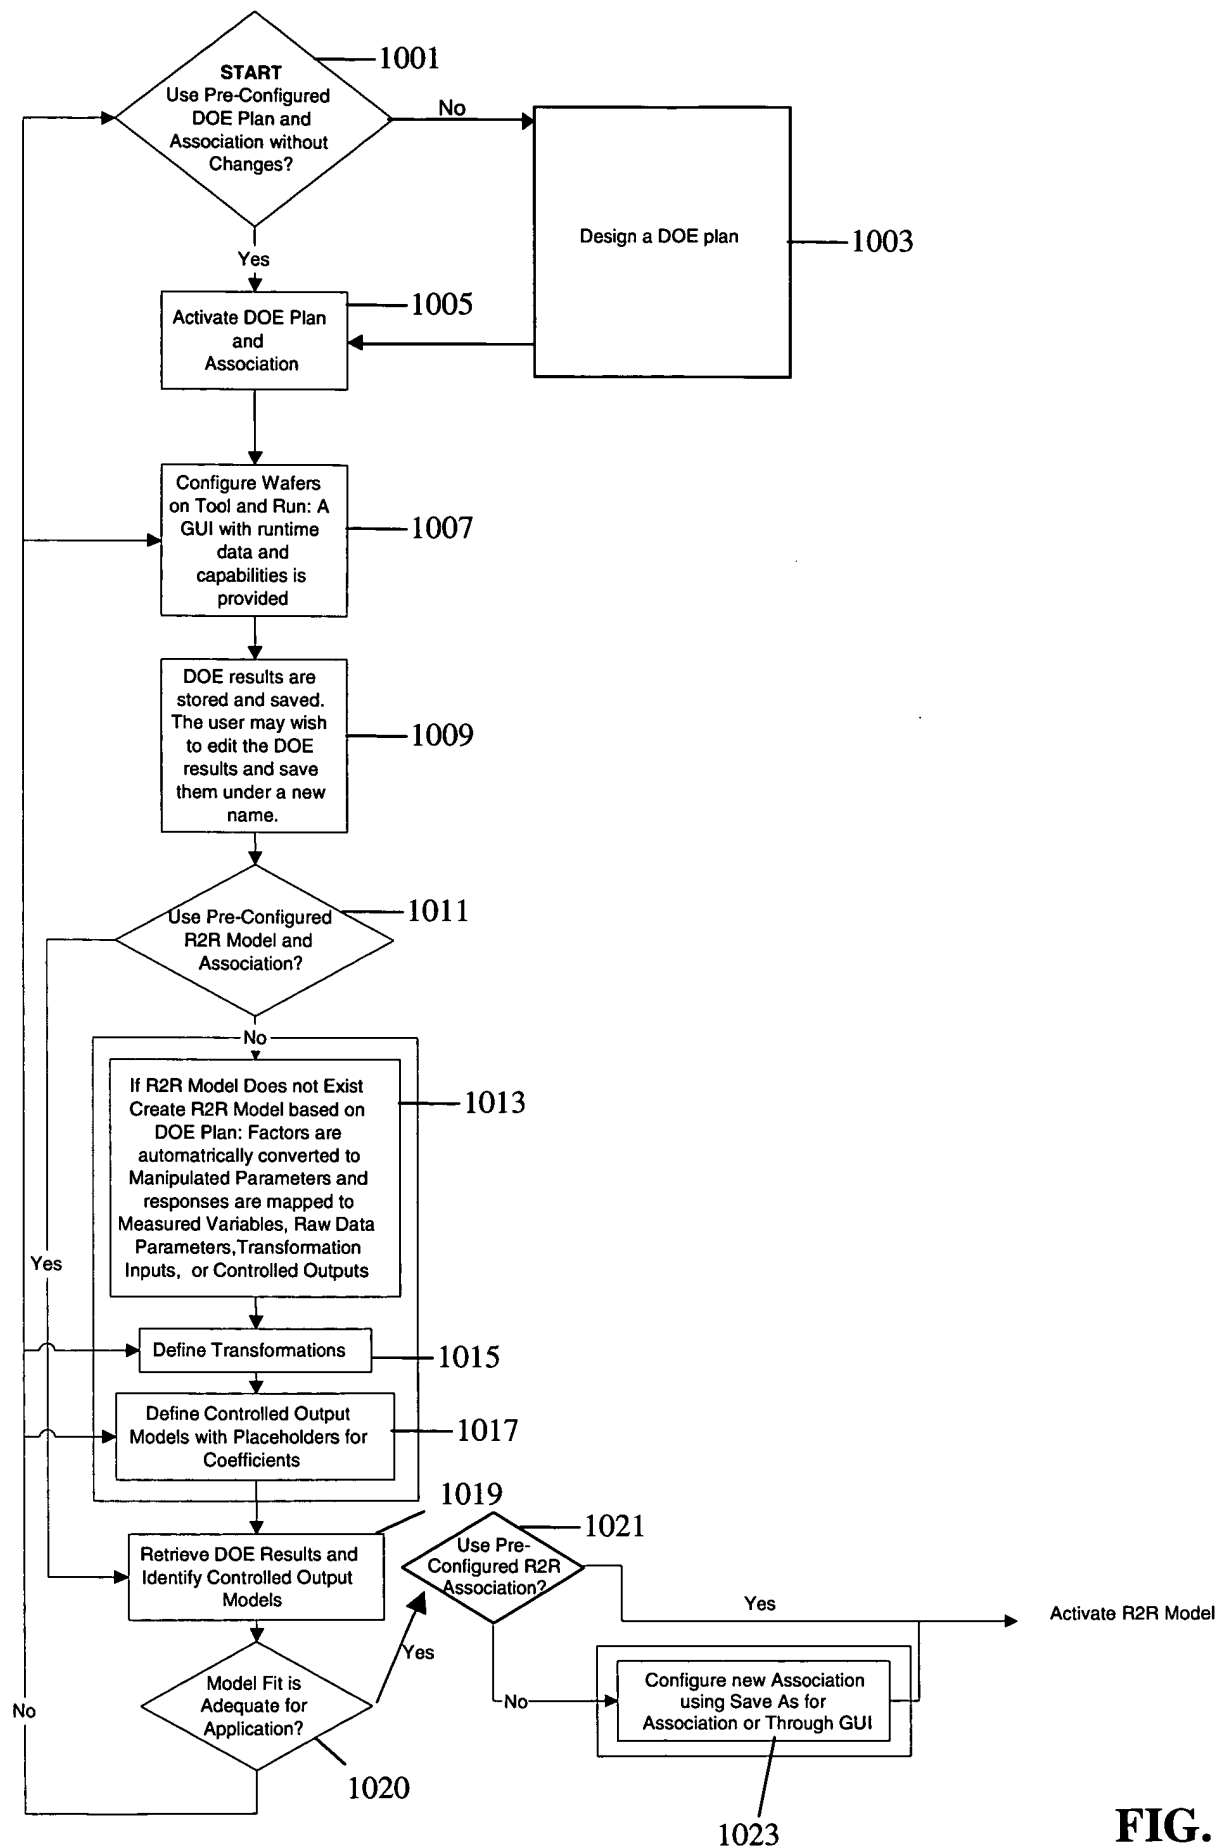 1001
START
Use Pre-Configured
DOE Plan and
Association without
Changes?
No
Design a DOE plan
1003
Yes
1005
Activate DOE Plan
and
Association
Configure Wafers
on Tool and Run: A
GUI with runtime
data and
capabilities is
provided
1007
DOE results are
stored and saved.
The user may wish
to edit the DOE
results and save
them under a new
name.
1009
Use Pre-Configured
R2R Model and
Association?
1011
No
If R2R Model Does not Exist
Create R2R Model based on
DOE Plan: Factors are
automatrically converted to
Manipulated Parameters and
responses are mapped to
Measured Variables, Raw Data
Parameters,Transformation
Inputs, or Controlled Outputs
1013
Yes
Define Transformations
1015
Define Controlled Output
Models with Placeholders for
Coefficients
1017
1019
Retrieve DOE Results and
Identify Controlled Output
Models
1021
Use Pre-
Configured R2R
Association?
Yes
Activate R2R Model
Yes
Model Fit is
Adequate for
Application?
No
1020
No
Configure new Association
using Save As for
Association or Through GUI
1023
FIG.